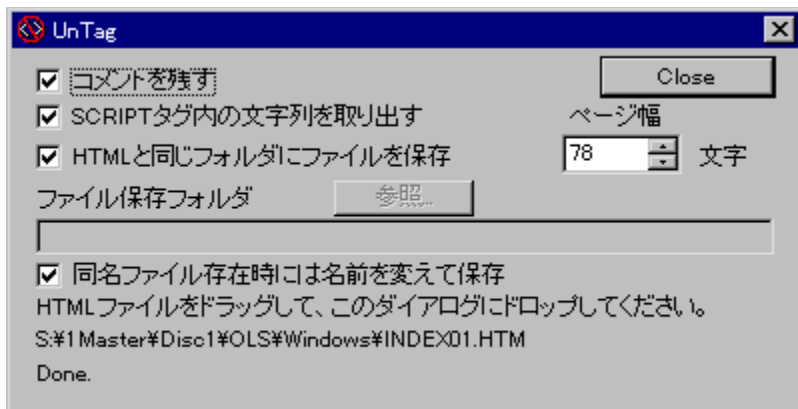 UnTag
コメントを残す
Close
SCRIPTタグ内の文字列を取り出す
ページ幅
HTMLと同じフォルダにファイルを保存
78 文字
ファイル保存フォルダ
参照...
同名ファイル存在時には名前を変えて保存
HTMLファイルをドラッグして、このダイアログにドロップしてください。
S:¥1Master¥Disc1¥OLS¥Windows¥INDEX01.HTM
Done.